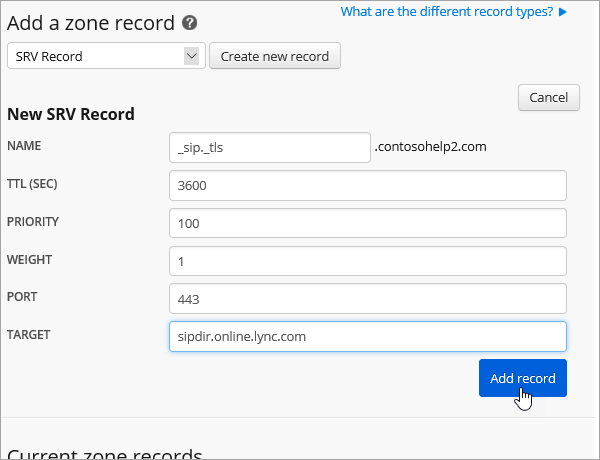 What are the different record types?
Add a zone record ?
SRV Record Create new record
Cancel
New SRV Record
NAME _sip._tls .contosohelp2.com
TTL (SEC) 3600
PRIORITY 100
WEIGHT 1
PORT 443
TARGET sipdir.online.lync.com
Add record
Current zone records